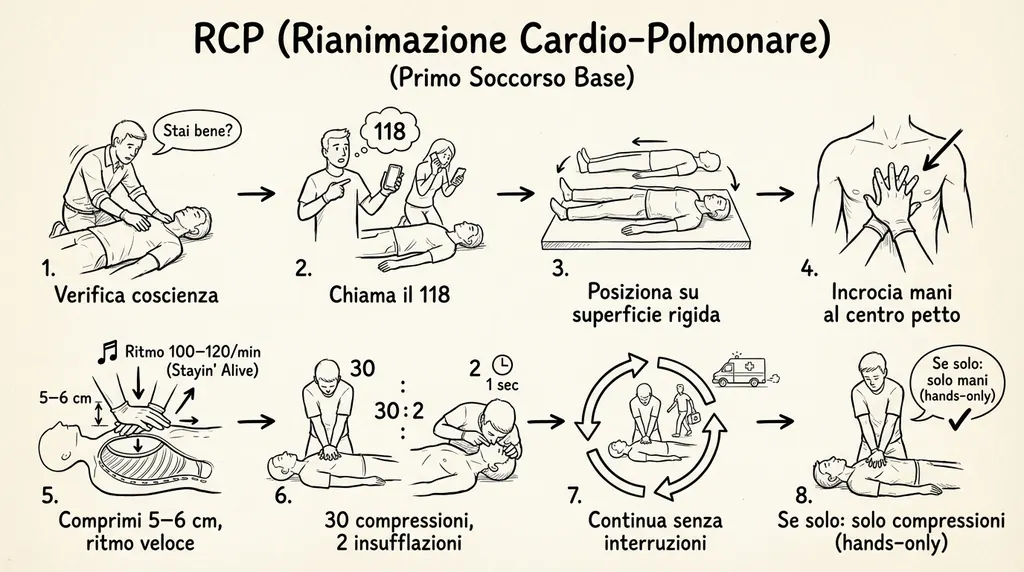 RCP (Rianimazione Cardio-Polmonare)
(Primo Soccorso Base)
Stai bene?
1.
Verifica coscienza
118
2.
Chiama il 118
3.
Posiziona su
superficie rigida
4.
Incrocia mani
al centro petto
Ritmo 100–120/min
(Stayin' Alive)
5–6 cm
5.
Comprimi 5–6 cm,
ritmo veloce
30
:
30:2
:
2
1 sec
6.
30 compressioni,
2 insufflazioni
7.
Continua senza
interruzioni
Se solo:
solo mani
(hands-only)
8.
Se solo: solo compressioni
(hands-only)